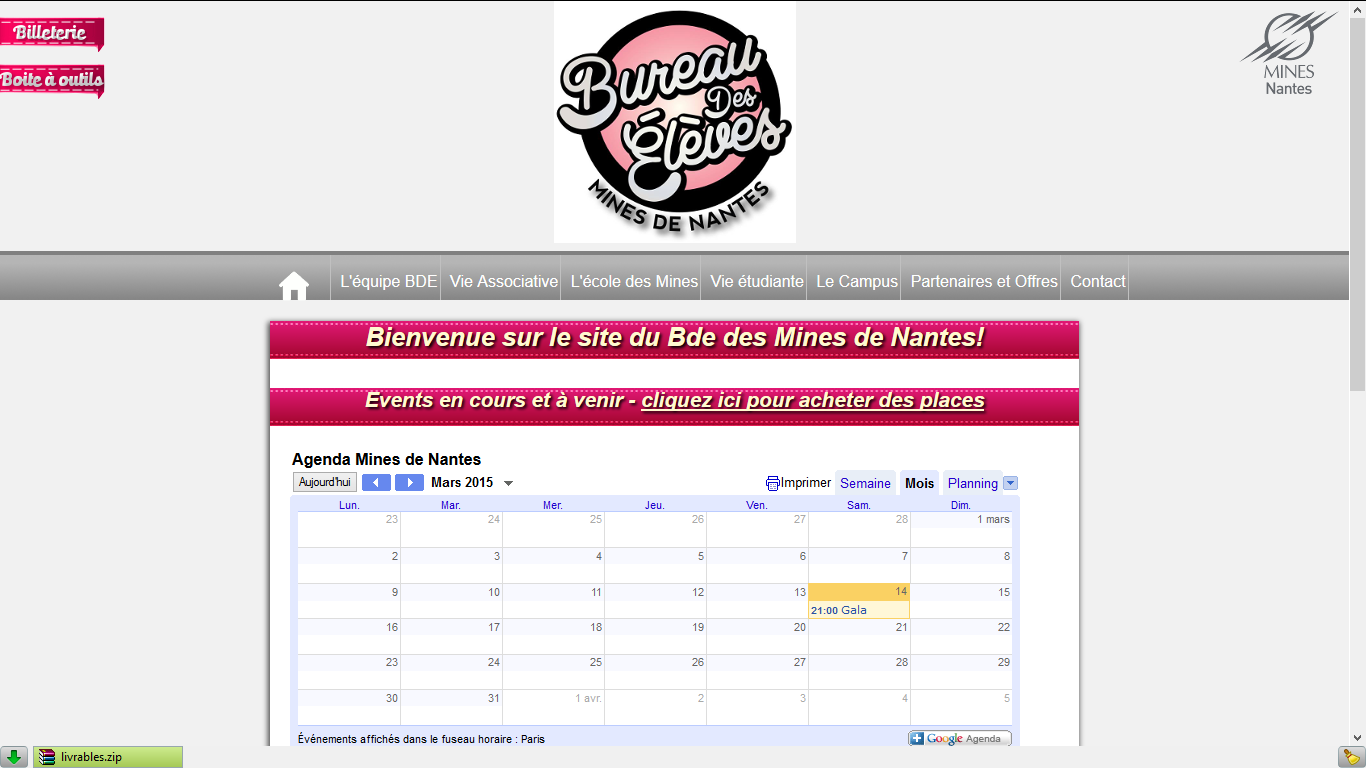 Billeterie
Boite à outils
Bureau
Des
Élèves
MINES DE NANTES
MINES
Nantes
L'équipe BDE Vie Associative L'école des Mines Vie étudiante Le Campus Partenaires et Offres Contact
Bienvenue sur le site du Bde des Mines de Nantes!
Events en cours et à venir - cliquez ici pour acheter des places
Agenda Mines de Nantes
Aujourd'hui Mars 2015 Imprimer Semaine Mois Planning
Lun. Mar. Mer. Jeu. Ven. Sam. Dim.
23 24 25 26 27 28 1 mars
2 3 4 5 6 7 8
9 10 11 12 13 14 15
21:00 Gala
16 17 18 19 20 21 22
23 24 25 26 27 28 29
30 31 1 avr. 2 3 4 5
Événements affichés dans le fuseau horaire : Paris
Google Agenda
livrables.zip